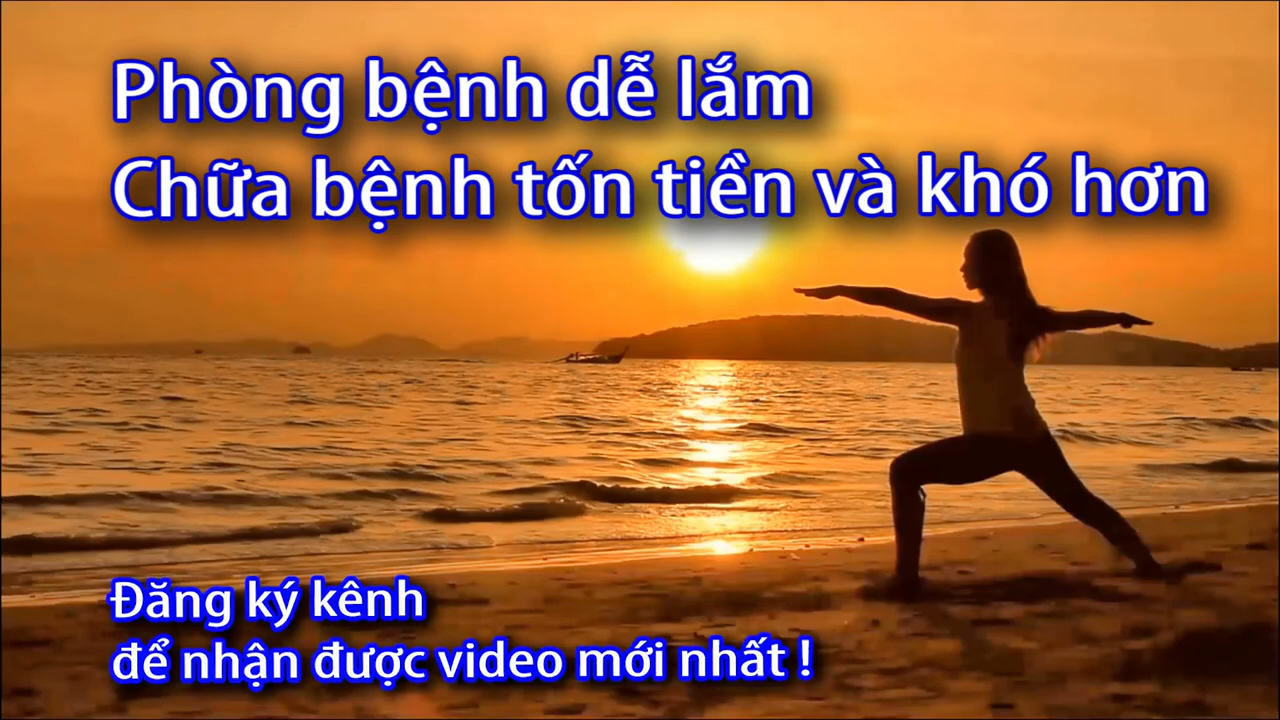 Phòng bệnh dễ lắm
Chữa bệnh tốn tiền và khó hơn
Đăng ký kênh
để nhận được video mới nhất !